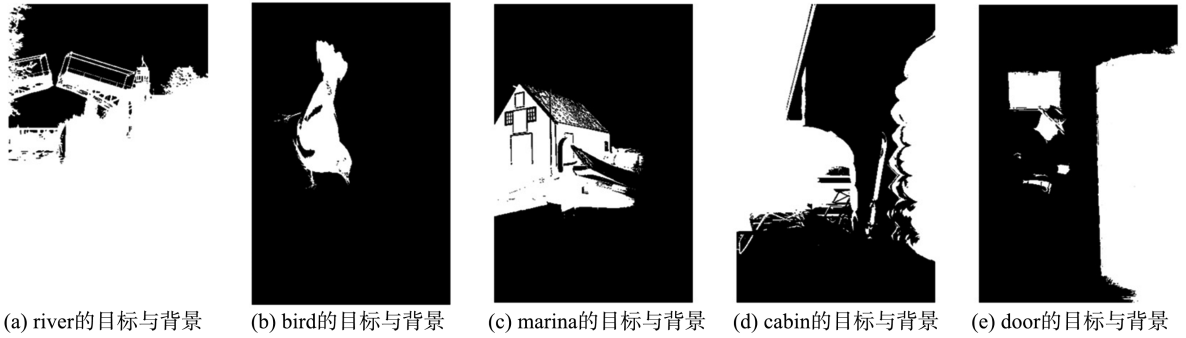 (a) river的目标与背景
(b) bird的目标与背景
(c) marina的目标与背景
(d) cabin的目标与背景
(e) door的目标与背景